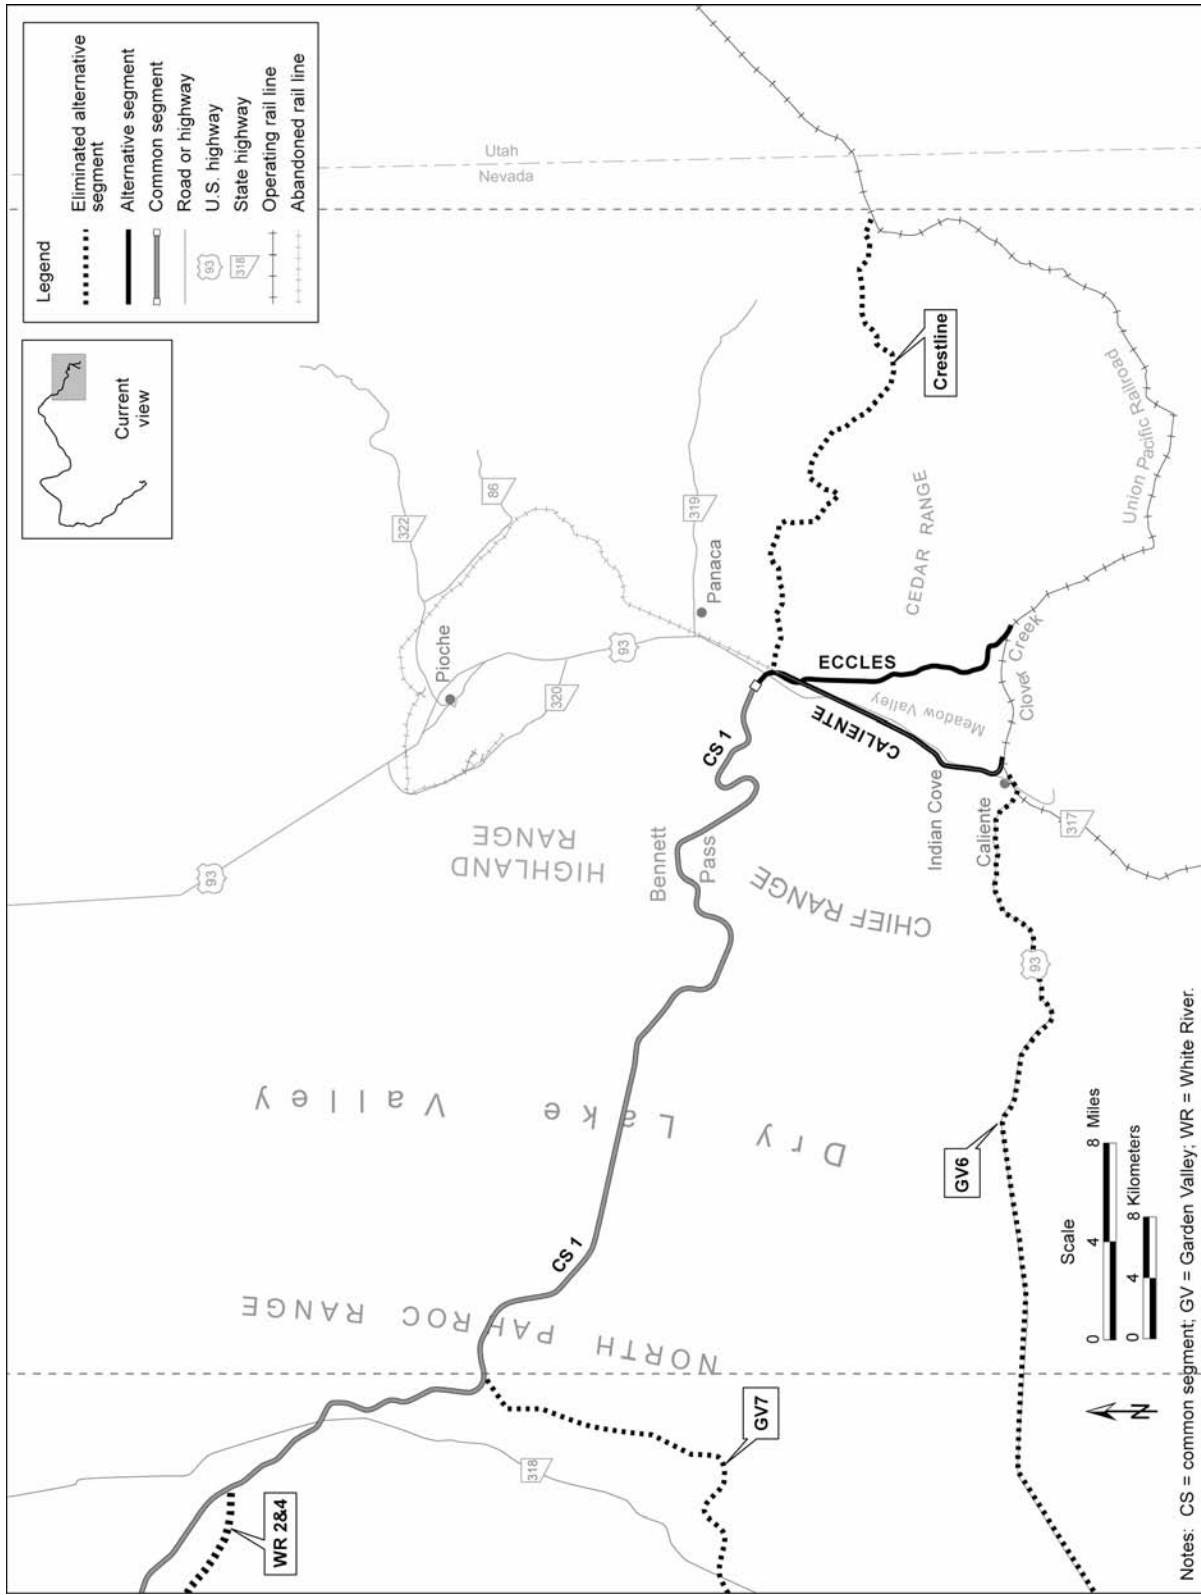 Legend
Eliminated alternative
segment
Alternative segment
Common segment
Road or highway
93
U.S. highway
318
State highway
Operating rail line
Abandoned rail line
Current
view
Utah
Nevada
322
86
Pioche
93
320
93
319
Panaca
Crestline
CEDAR RANGE
Union Pacific Railroad
ECCLES
Clover Creek
Meadow Valley
CALIENTE
CS 1
HIGHLAND
RANGE
Bennett
Pass
CHIEF RANGE
Indian Cove
Caliente
317
93
Dry Lake Valley
GV6
CS 1
NORTH PAHROC RANGE
GV7
318
WR 2&4
Scale
0 4 8 Miles
0 4 8 Kilometers
N
Notes: CS = common segment; GV = Garden Valley; WR = White River.